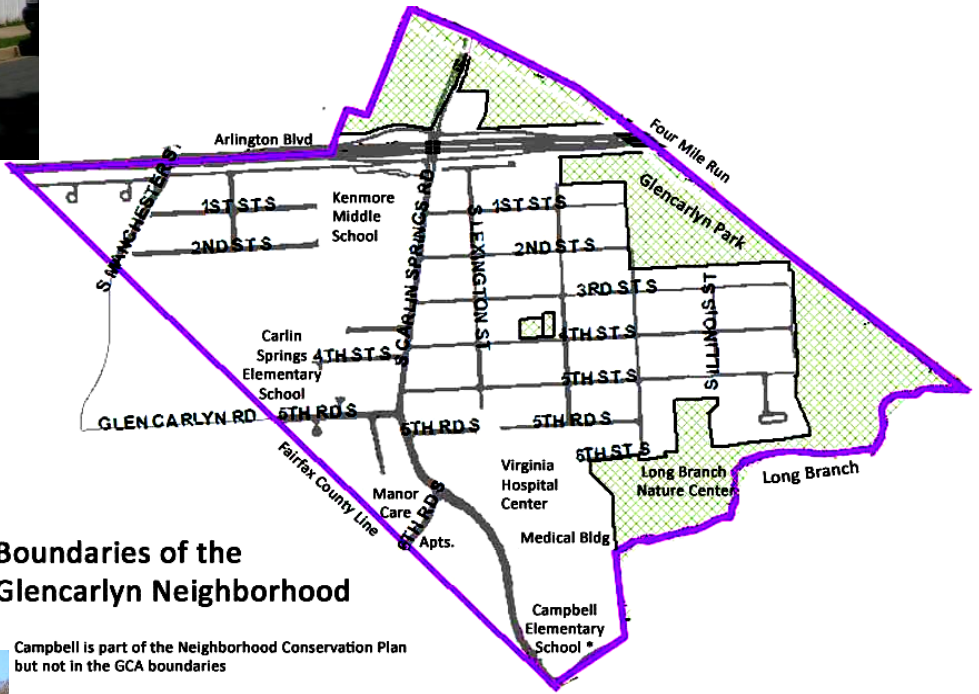 Arlington Blvd
Four Mile Run
Glencarlyn Park
S MANCHESTER S
1ST ST S
2ND ST S
Kenmore
Middle
School
S CARLIN SPRINGS RD
S LEXINGTON ST
1ST ST S
2ND ST S
3RD ST S
4TH ST S
5TH ST S
S ILLINOIS ST
Carlin
Springs
Elementary
School
4TH ST S
GLEN CARLYN RD
5TH RD S
5TH RD S
5TH RD S
6TH ST S
Fairfax County Line
Manor
Care
6TH RD S
Apts.
Virginia
Hospital
Center
Medical Bldg
Long Branch
Nature Center
Long Branch
Campbell
Elementary
School *
Boundaries of the
Glencarlyn Neighborhood
Campbell is part of the Neighborhood Conservation Plan
but not in the GCA boundaries